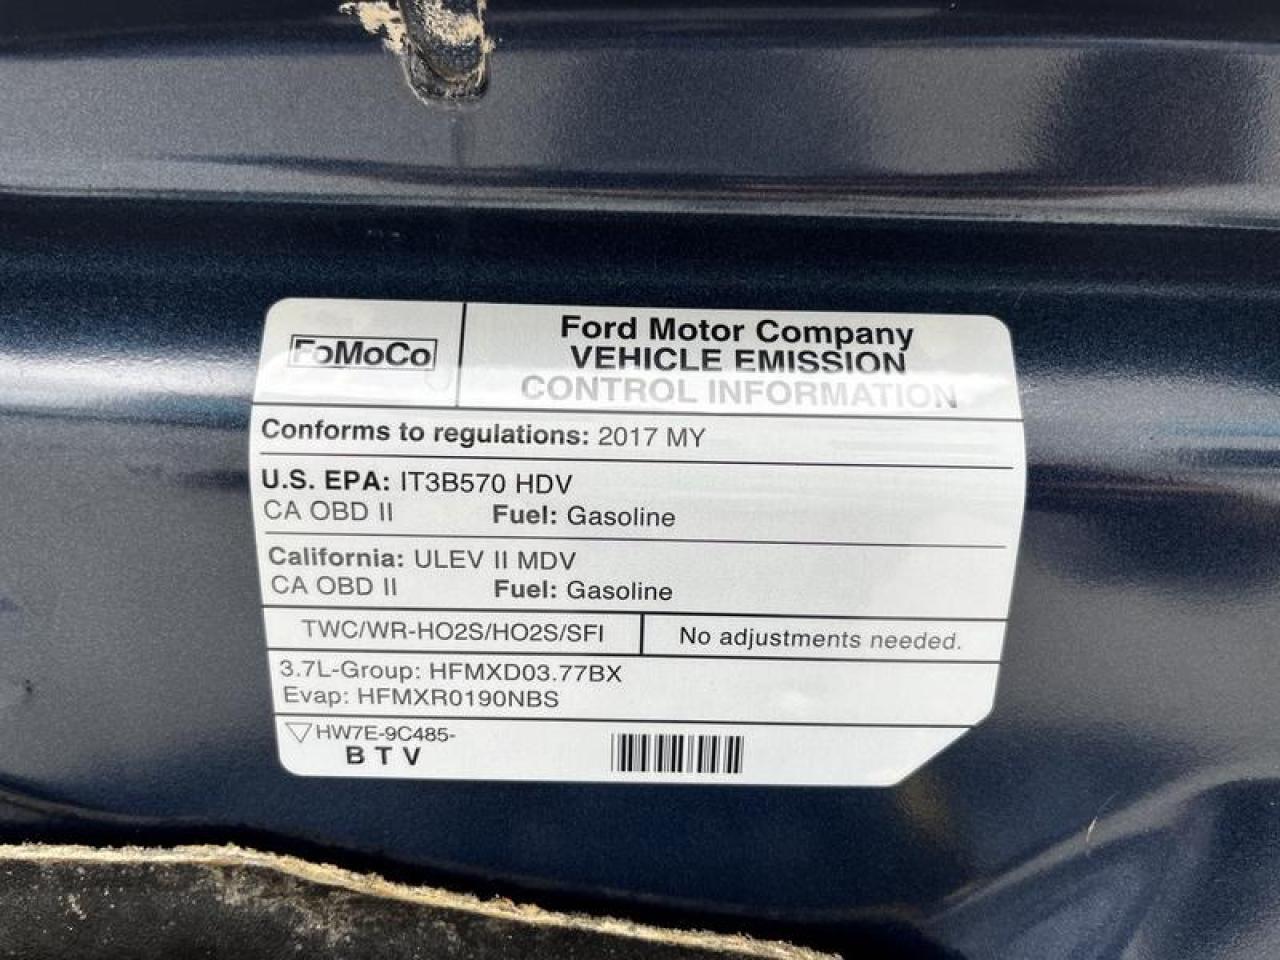 FoMoCo
Ford Motor Company
VEHICLE EMISSION
CONTROL INFORMATION
Conforms to regulations: 2017 MY
U.S. EPA: IT3B570 HDV
CA OBD II Fuel: Gasoline
California: ULEV II MDV
CA OBD II Fuel: Gasoline
TWC/WR-HO2S/HO2S/SFI No adjustments needed.
3.7L-Group: HFMXD03.77BX
Evap: HFMXR0190NBS
HW7E-9C485-
BTV